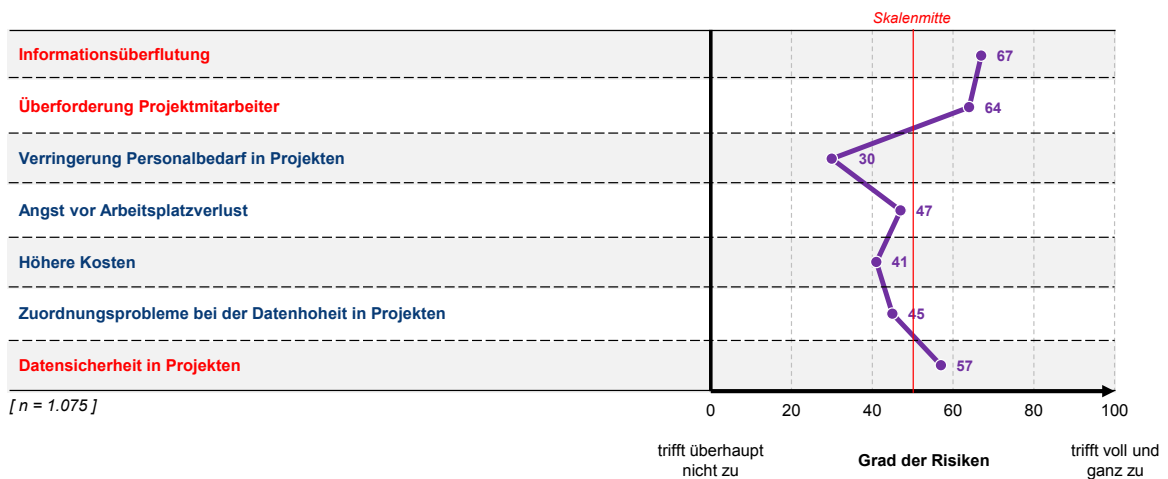 Skalenmitte
Informationsüberflutung
67
Überforderung Projektmitarbeiter
64
Verringerung Personalbedarf in Projekten
30
Angst vor Arbeitsplatzverlust
47
Höhere Kosten
41
Zuordnungsprobleme bei der Datenhoheit in Projekten
45
Datensicherheit in Projekten
57
[ n = 1.075 ]
0 20 40 60 80 100
trifft überhaupt
nicht zu
Grad der Risiken
trifft voll und
ganz zu